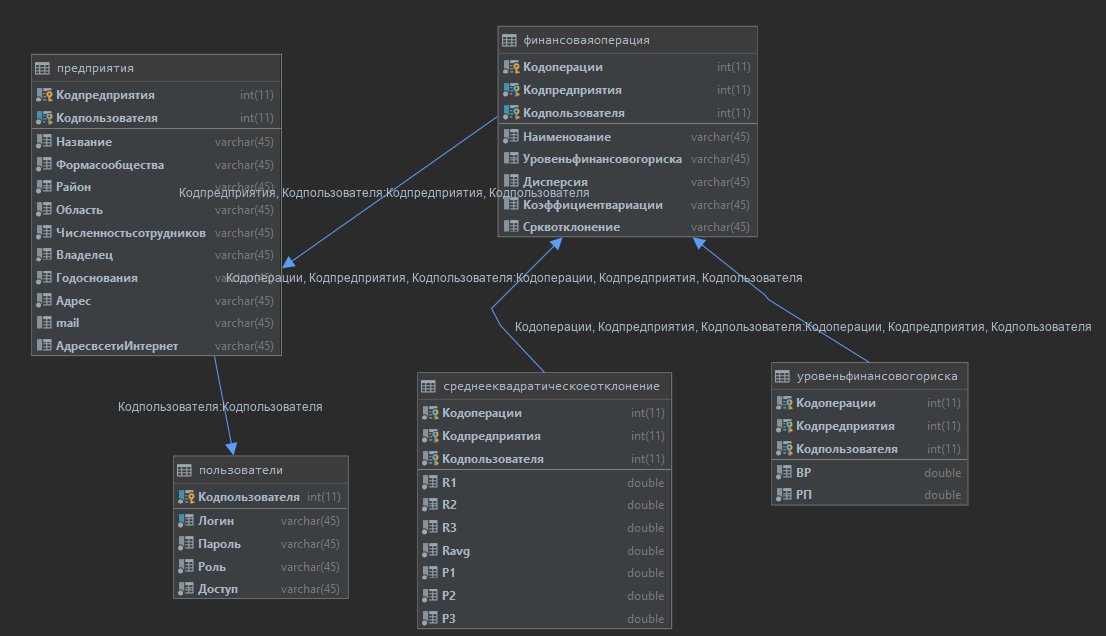 предприятия
Кодпредприятия int(11)
Кодпользователя int(11)
Название varchar(45)
Формасообщества varchar(45)
Район varchar(45)
Область varchar(45)
Численностьсотрудников varchar(45)
Владелец varchar(45)
Годоснования varchar(45)
Адрес varchar(45)
mail varchar(45)
АдресвсетиИнтернет varchar(45)
финансоваяоперация
Кодоперации int(11)
Кодпредприятия int(11)
Кодпользователя int(11)
Наименование varchar(45)
Уровеньфинансовогориска varchar(45)
Дисперсия varchar(45)
Коэффициентвариации varchar(45)
Срквотклонение varchar(45)
Кодпредприятия, Кодпользователя:Кодпредприятия, Кодпользователя
Кодоперации, Кодпредприятия, Кодпользователя:Кодоперации, Кодпредприятия, Кодпользователя
Кодоперации, Кодпредприятия, Кодпользователя:Кодоперации, Кодпредприятия, Кодпользователя
Кодпользователя:Кодпользователя
пользователи
Кодпользователя int(11)
Логин varchar(45)
Пароль varchar(45)
Роль varchar(45)
Доступ varchar(45)
среднееквадратическоеотклонение
Кодоперации int(11)
Кодпредприятия int(11)
Кодпользователя int(11)
R1 double
R2 double
R3 double
Ravg double
P1 double
P2 double
P3 double
уровеньфинансовогориска
Кодоперации int(11)
Кодпредприятия int(11)
Кодпользователя int(11)
ВР double
РП double